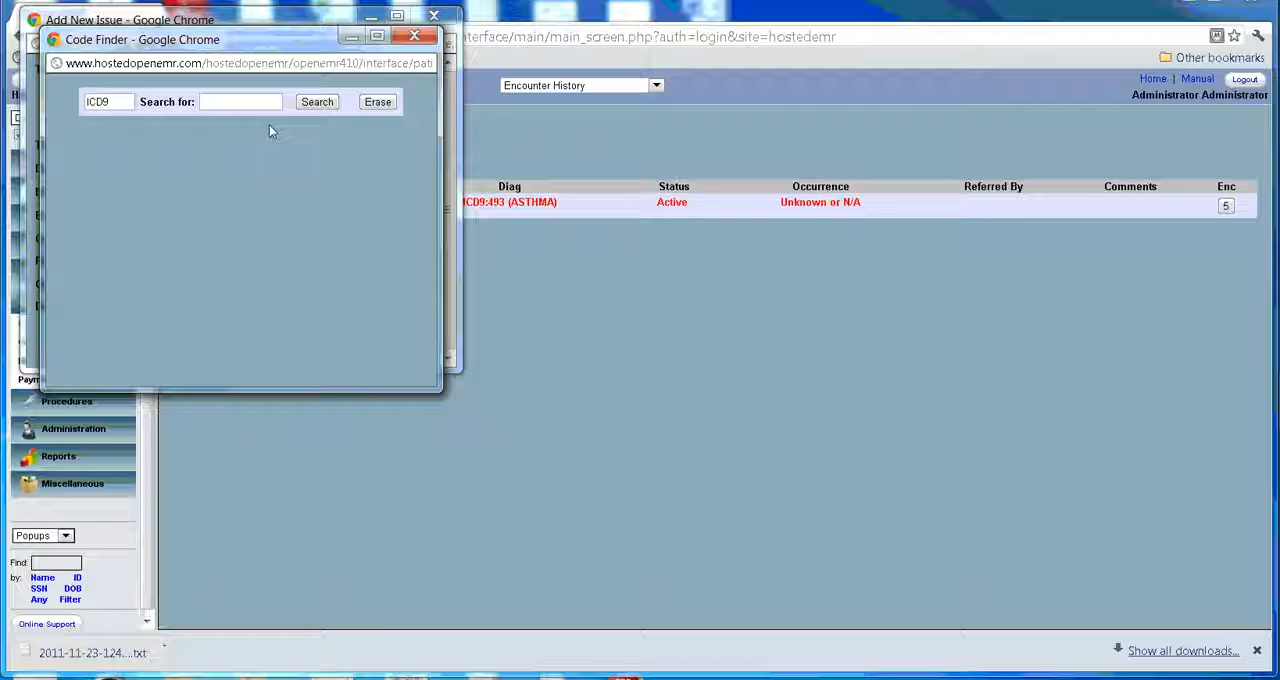 Add New Issue - Google Chrome
Code Finder - Google Chrome
terface/main/main_screen.php?auth=login&site=hostedemr
www.hostedopenemr.com/hostedopenemr/openemr410/interface/pati
Other bookmarks
Encounter History
Home | Manual Logout
Administrator Administrator
ICD9 Search for: Search Erase
Diag Status Occurrence Referred By Comments Enc
ICD9:493 (ASTHMA) Active Unknown or N/A 5
Paym
Procedures
Administration
Reports
Miscellaneous
Popups
Find:
by: Name ID
SSN DOB
Any Filter
Online Support
2011-11-23-124....txt
Show all downloads...